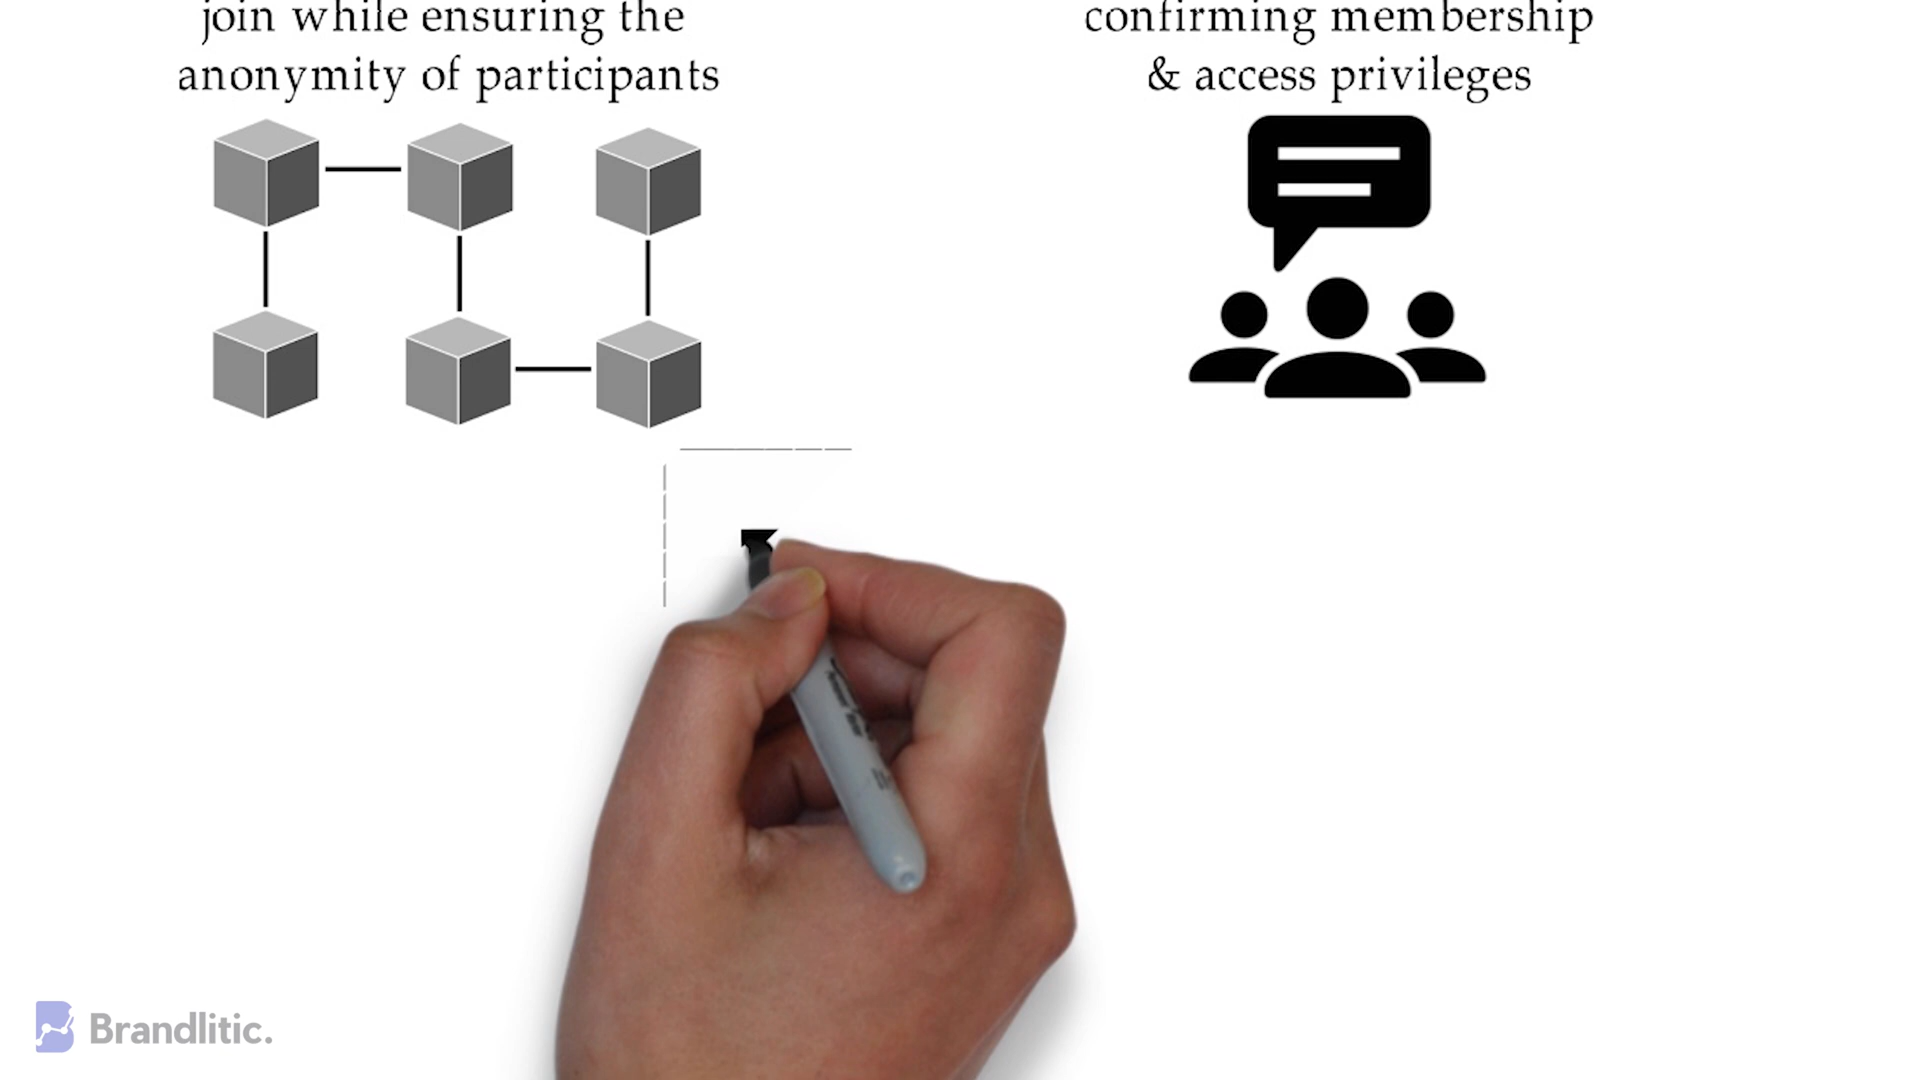 join while ensuring the
anonymity of participants
confirming membership
& access privileges
Brandlitic.